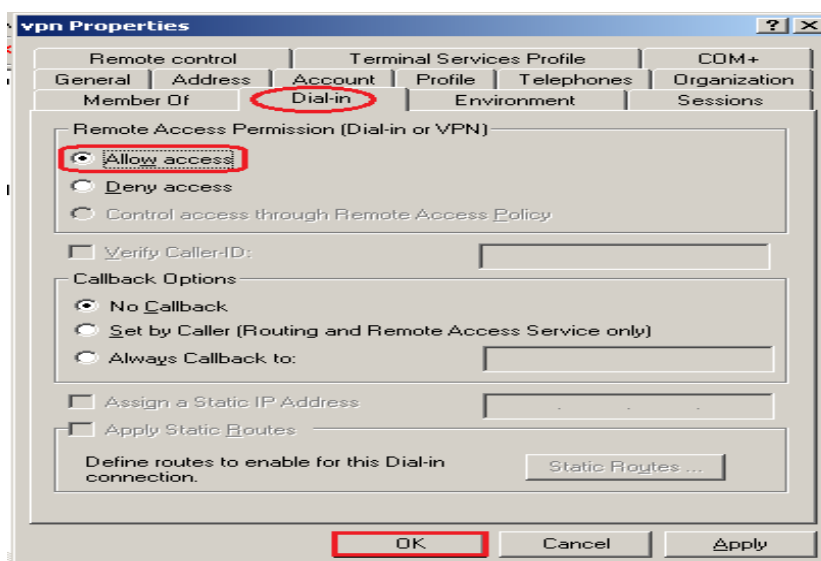 vpn Properties
Remote control Terminal Services Profile COM+
General Address Account Profile Telephones Organization
Member Of Dial-in Environment Sessions
Remote Access Permission (Dial-in or VPN)
Allow access
Deny access
Control access through Remote Access Policy
Verify Caller-ID:
Callback Options
No Callback
Set by Caller (Routing and Remote Access Service only)
Always Callback to:
Assign a Static IP Address
Apply Static Routes
Define routes to enable for this Dial-in
connection.
Static Routes ...
OK Cancel Apply